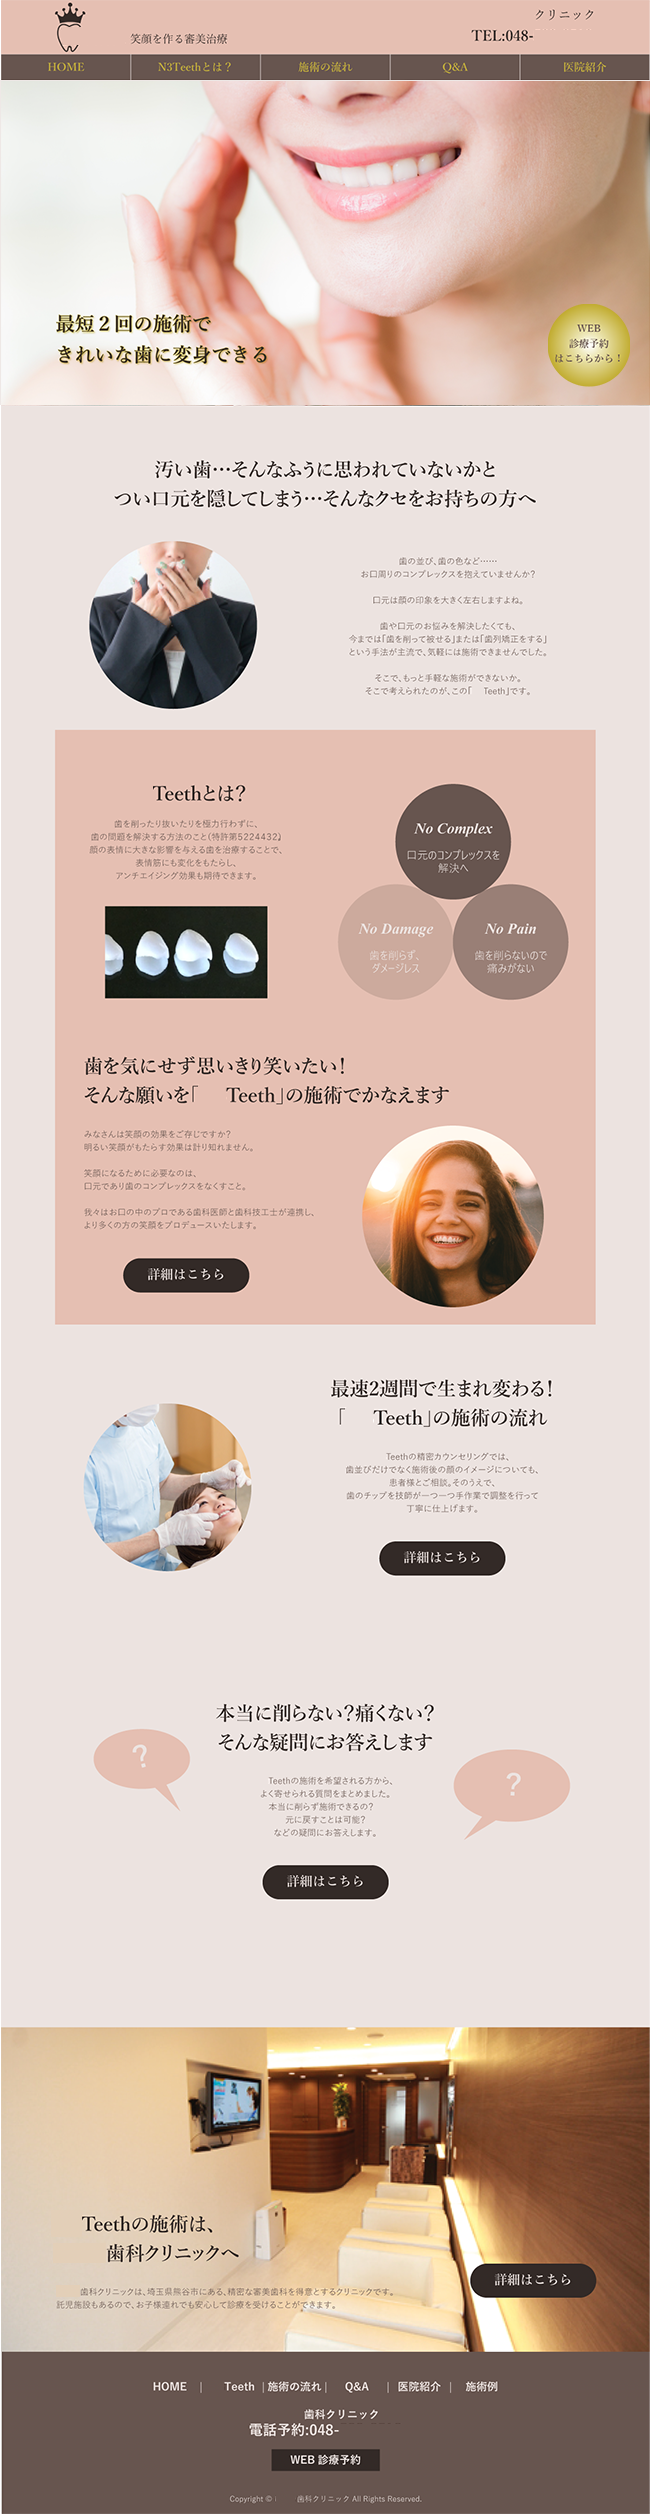 クリニック
笑顔を作る審美治療
TEL:048-
HOME
N3Teethとは？
施術の流れ
Q&A
医院紹介
最短２回の施術で
きれいな歯に変身できる
WEB
診療予約
はこちらから！
汚い歯…そんなふうに思われていないかと
つい口元を隠してしまう…そんなクセをお持ちの方へ
歯の並び、歯の色など……
お口周りのコンプレックスを抱えていませんか？
口元は顔の印象を大きく左右しますよね。
歯や口元のお悩みを解決したくても、
今までは「歯を削って被せる」または「歯列矯正をする」
という手法が主流で、気軽には施術できませんでした。
そこで、もっと手軽な施術ができないか。
そこで考えられたのが、この「　Teeth」です。
Teethとは？
歯を削ったり抜いたりを極力行わずに、
歯の問題を解決する方法のこと（特許第5224432）
顔の表情に大きな影響を与える歯を治療することで、
表情筋にも変化をもたらし、
アンチエイジング効果も期待できます。
No Complex
口元のコンプレックスを
解決へ
No Damage
歯を削らず、
ダメージレス
No Pain
歯を削らないので
痛みがない
歯を気にせず思いきり笑いたい！
そんな願いを「　Teeth」の施術でかなえます
みなさんは笑顔の効果をご存じですか？
明るい笑顔がもたらす効果は計り知れません。
笑顔になるために必要なのは、
口元であり歯のコンプレックスをなくすこと。
我々はお口の中のプロである歯科医師と歯科技工士が連携し、
より多くの方の笑顔をプロデュースいたします。
詳細はこちら
最速2週間で生まれ変わる！
「　Teeth」の施術の流れ
Teethの精密カウンセリングでは、
歯並びだけでなく施術後の顔のイメージについても、
患者様とご相談。そのうえで、
歯のチップを技師が一つ一つ手作業で調整を行って
丁寧に仕上げます。
詳細はこちら
本当に削らない？痛くない？
そんな疑問にお答えします
？
？
Teethの施術を希望される方から、
よく寄せられる質問をまとめました。
本当に削らず施術できるの？
元に戻すことは可能？
などの疑問にお答えします。
詳細はこちら
Teethの施術は、
歯科クリニックへ
歯科クリニックは、埼玉県熊谷市にある、精密な審美歯科を得意とするクリニックです。
託児施設もあるので、お子様連れでも安心して診療を受けることができます。
詳細はこちら
HOME | Teeth | 施術の流れ | Q&A | 医院紹介 | 施術例
歯科クリニック
電話予約:048-
WEB 診療予約
Copyright © 歯科クリニック All Rights Reserved.